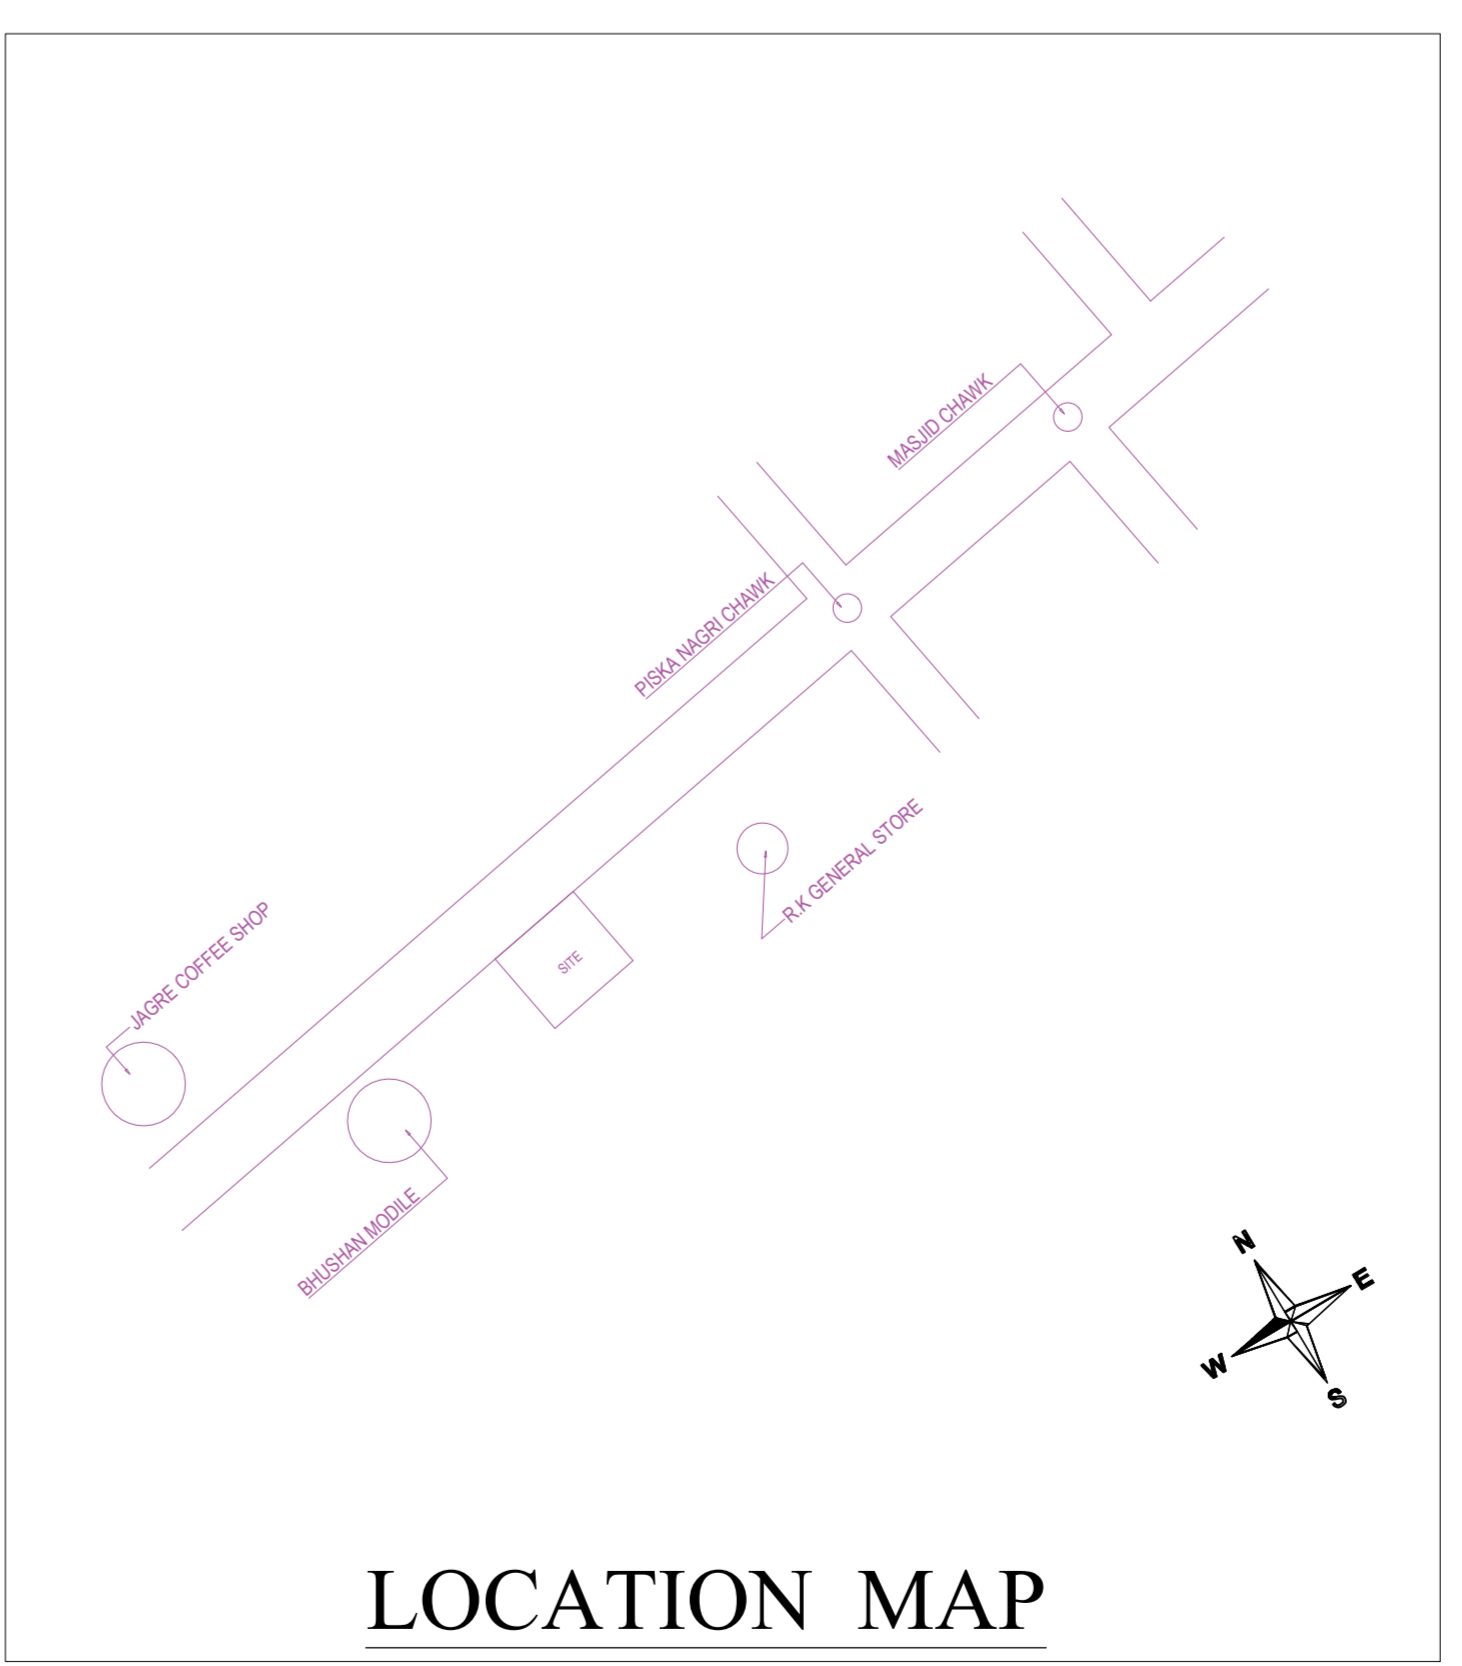 MASJID CHAWK
PISKA NAGRI CHAWK
R.K GENERAL STORE
JAGRE COFFEE SHOP
SITE
BHUSHAN MODILE
N
E
W
S
LOCATION MAP